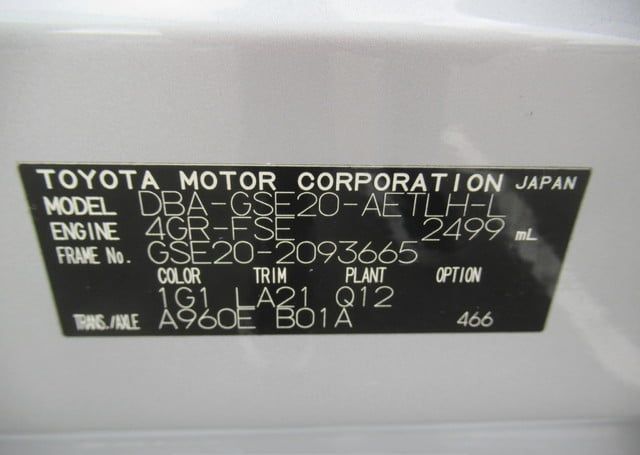 TOYOTA MOTOR CORPORATION JAPAN
MODEL DBA-GSE20-AETLH-L
ENGINE 4GR-FSE 2499 mL
FRAME No. GSE20-2093665
COLOR TRIM PLANT OPTION
1G1 LA21 Q12
TRANS./AXLE A960E B01A 466